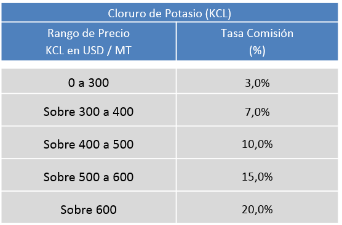 Cloruro de Potasio (KCL)
Rango de Precio Tasa Comisión
KCL en USD / MT (%)
0 a 300 3,0%
Sobre 300 a 400 7,0%
Sobre 400 a 500 10,0%
Sobre 500 a 600 15,0%
Sobre 600 20,0%